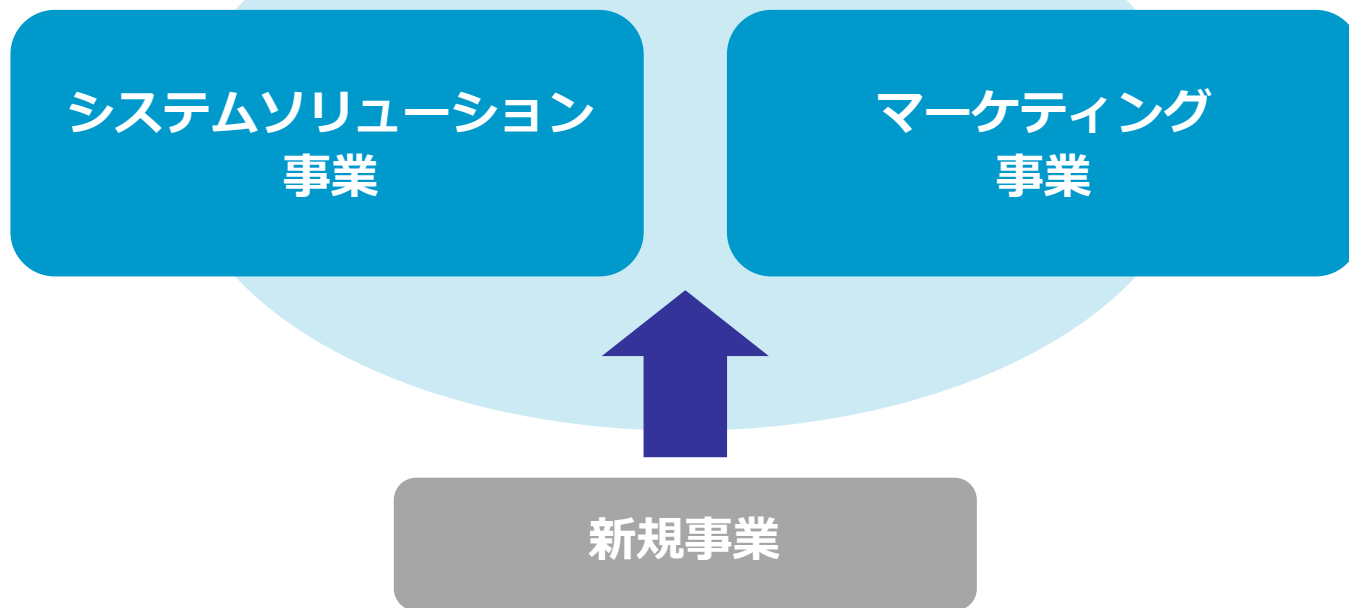 システムソリューション
事業
マーケティング
事業
新規事業